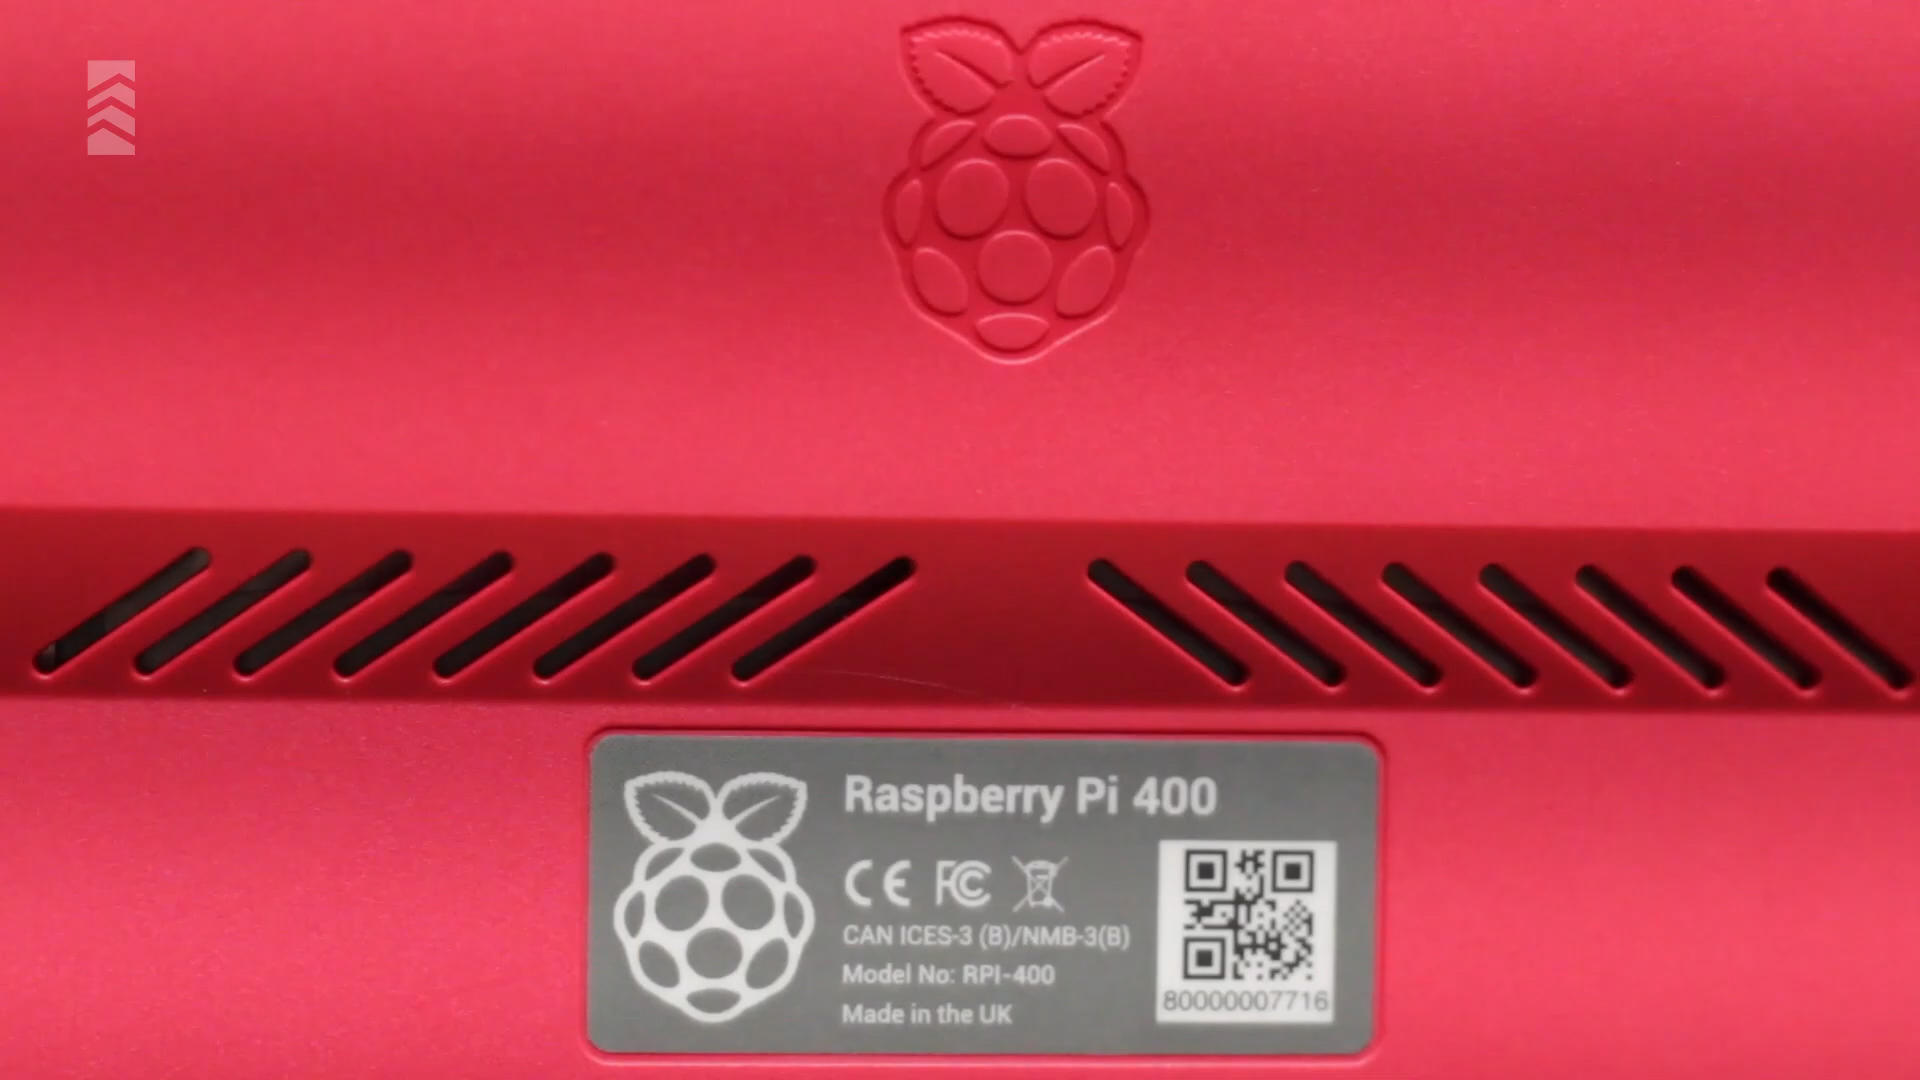 Raspberry Pi 400
CE FC
CAN ICES-3 (B)/NMB-3(B)
Model No: RPI-400
Made in the UK
80000007716